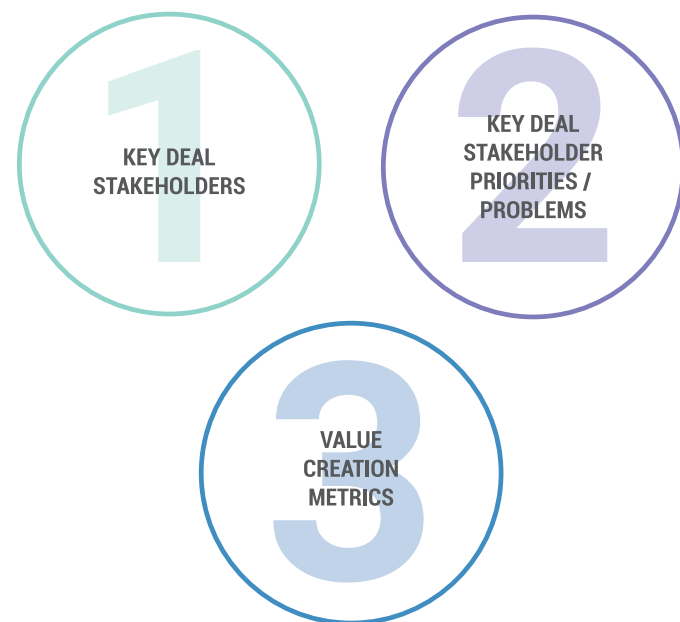 1
KEY DEAL
STAKEHOLDERS
2
KEY DEAL
STAKEHOLDER
PRIORITIES /
PROBLEMS
3
VALUE
CREATION
METRICS